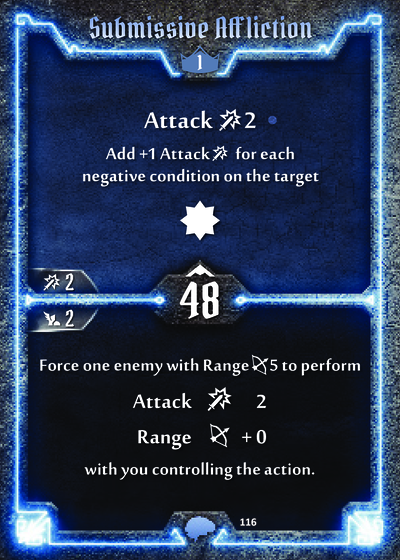 Submissive Affliction
1
Attack 2
Add +1 Attack for each
negative condition on the target
2
48
2
Force one enemy with Range 5 to perform
Attack 2
Range + 0
with you controlling the action.
116